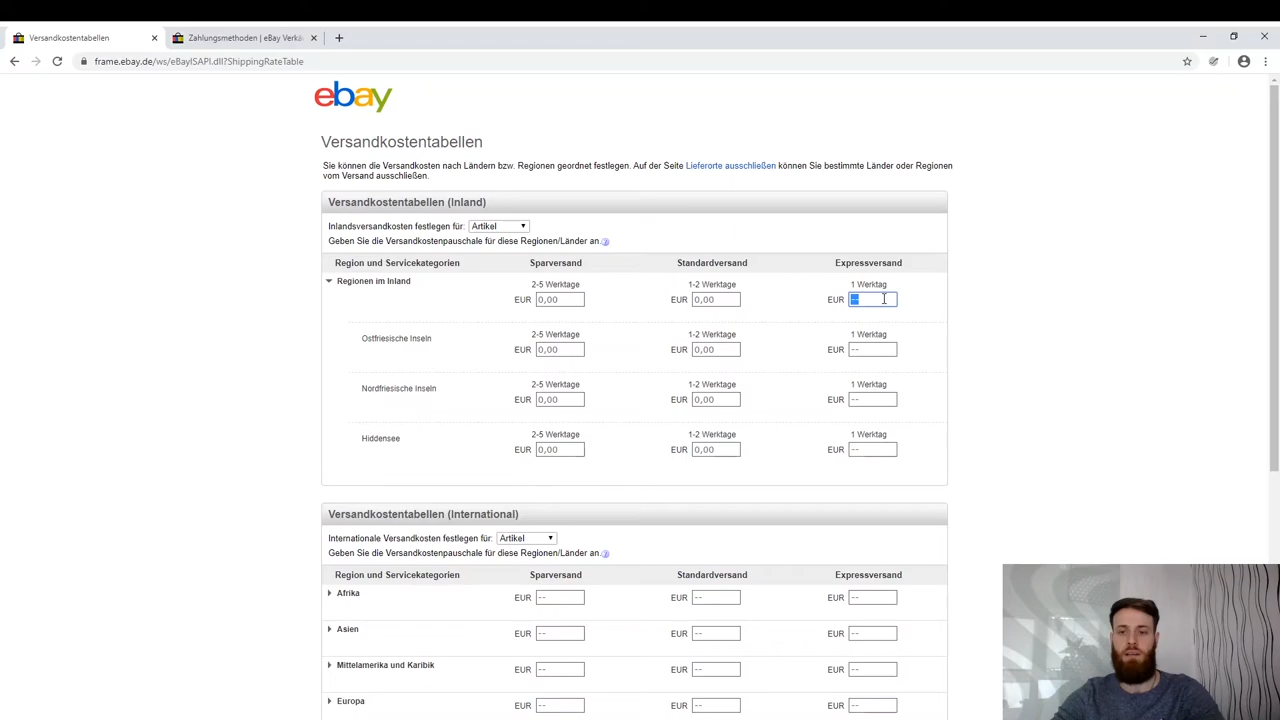 Versandkostentabellen
Zahlungsmethoden | eBay Verkä
frame.ebay.de/ws/eBayISAPI.dll?ShippingRateTable
ebay
Versandkostentabellen
Sie können die Versandkosten nach Ländern bzw. Regionen geordnet festlegen. Auf der Seite Lieferorte ausschließen können Sie bestimmte Länder oder Regionen
vom Versand ausschließen.
Versandkostentabellen (Inland)
Inlandsversandkosten festlegen für: Artikel
Geben Sie die Versandkostenpauschale für diese Regionen/Länder an.
Region und Servicekategorien Sparversand Standardversand Expressversand
Regionen im Inland 2-5 Werktage 1-2 Werktage 1 Werktag
EUR 0,00 EUR 0,00 EUR --
Ostfriesische Inseln 2-5 Werktage 1-2 Werktage 1 Werktag
EUR 0,00 EUR 0,00 EUR --
Nordfriesische Inseln 2-5 Werktage 1-2 Werktage 1 Werktag
EUR 0,00 EUR 0,00 EUR --
Hiddensee 2-5 Werktage 1-2 Werktage 1 Werktag
EUR 0,00 EUR 0,00 EUR --
Versandkostentabellen (International)
Internationale Versandkosten festlegen für: Artikel
Geben Sie die Versandkostenpauschale für diese Regionen/Länder an.
Region und Servicekategorien Sparversand Standardversand Expressversand
Afrika EUR -- EUR -- EUR --
Asien EUR -- EUR -- EUR --
Mittelamerika und Karibik EUR -- EUR -- EUR --
Europa EUR -- EUR -- EUR --